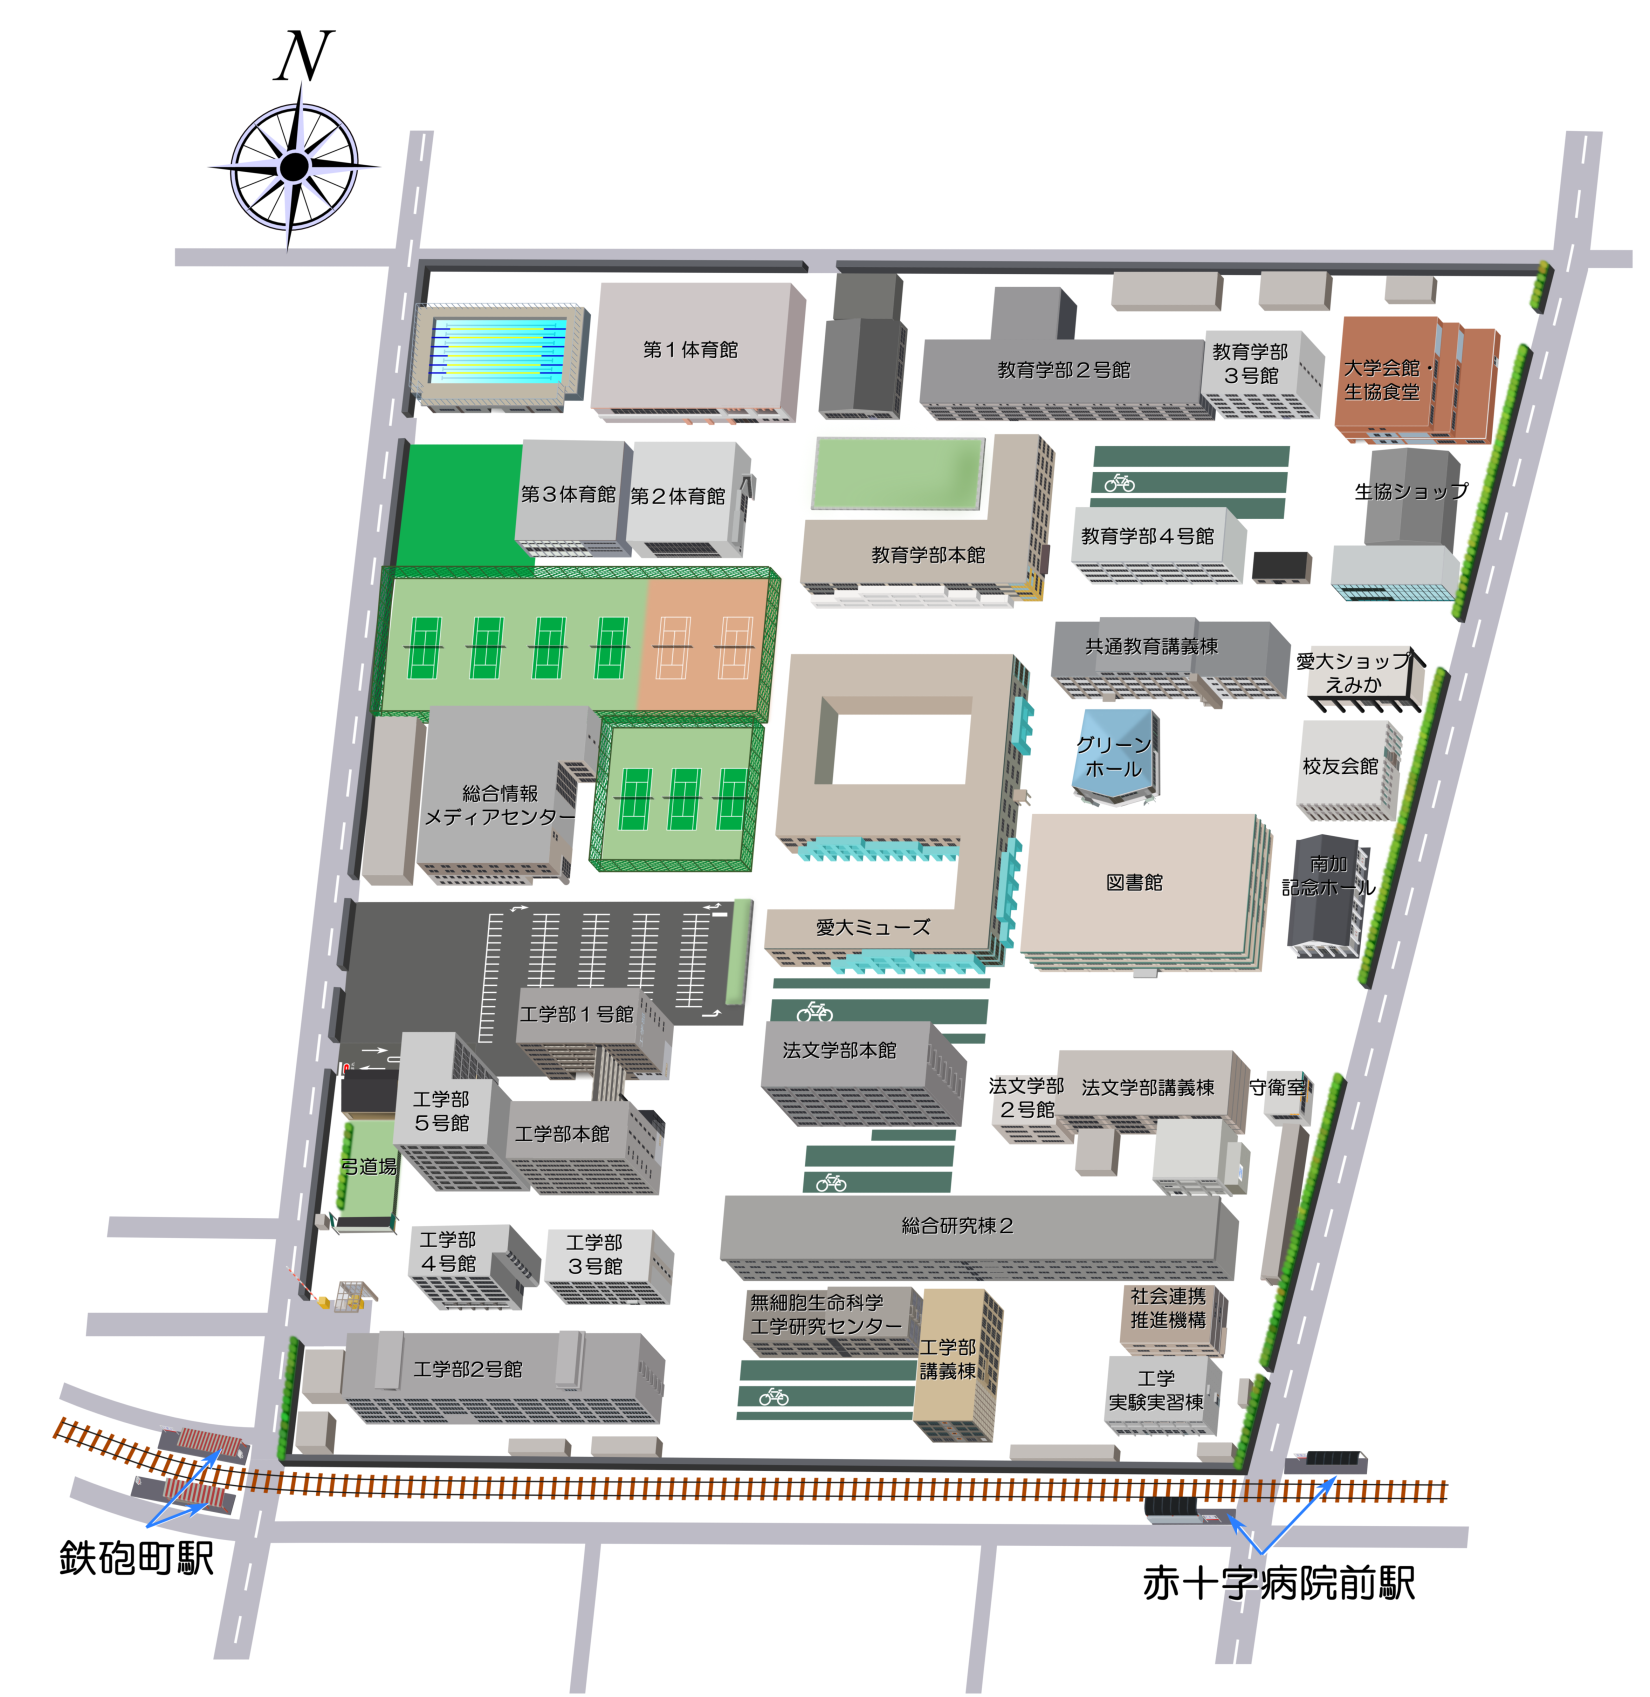 N
第１体育館
教育学部２号館
教育学部
３号館
大学会館・
生協食堂
第３体育館
第２体育館
生協ショップ
教育学部本館
教育学部４号館
共通教育講義棟
愛大ショップ
えみか
グリーン
ホール
校友会館
総合情報
メディアセンター
図書館
南加
記念ホール
愛大ミューズ
工学部１号館
法文学部本館
工学部
５号館
法文学部
２号館
法文学部講義棟
守衛室
工学部本館
弓道場
総合研究棟２
工学部
４号館
工学部
３号館
無細胞生命科学
工学研究センター
社会連携
推進機構
工学部
講義棟
工学部2号館
工学
実験実習棟
鉄砲町駅
赤十字病院前駅